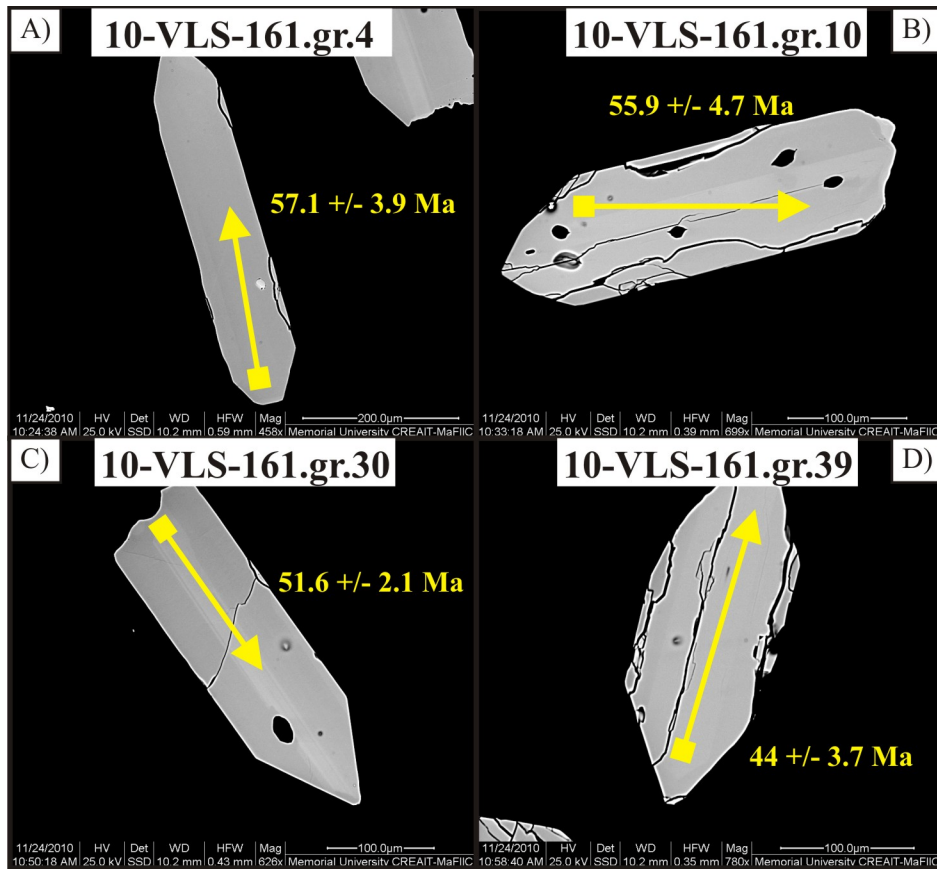 A) 10-VLS-161.gr.4
57.1 +/- 3.9 Ma
11/24/2010 HV Det WD HFW Mag 200.0µm
10:24:38 AM 25.0 kV SSD 10.2 mm 0.59 mm 458x Memorial University CREAIT-MaFIIC
10-VLS-161.gr.10 B)
55.9 +/- 4.7 Ma
11/24/2010 HV Det WD HFW Mag 100.0µm
10:33:18 AM 25.0 kV SSD 10.2 mm 0.39 mm 699x Memorial University CREAIT-MaFIIC
C) 10-VLS-161.gr.30
51.6 +/- 2.1 Ma
11/24/2010 HV Det WD HFW Mag 100.0µm
10:50:18 AM 25.0 kV SSD 10.2 mm 0.43 mm 626x Memorial University CREAIT-MaFIIC
10-VLS-161.gr.39 D)
44 +/- 3.7 Ma
11/24/2010 HV Det WD HFW Mag 100.0µm
10:58:40 AM 25.0 kV SSD 10.2 mm 0.35 mm 780x Memorial University CREAIT-MaFIIC